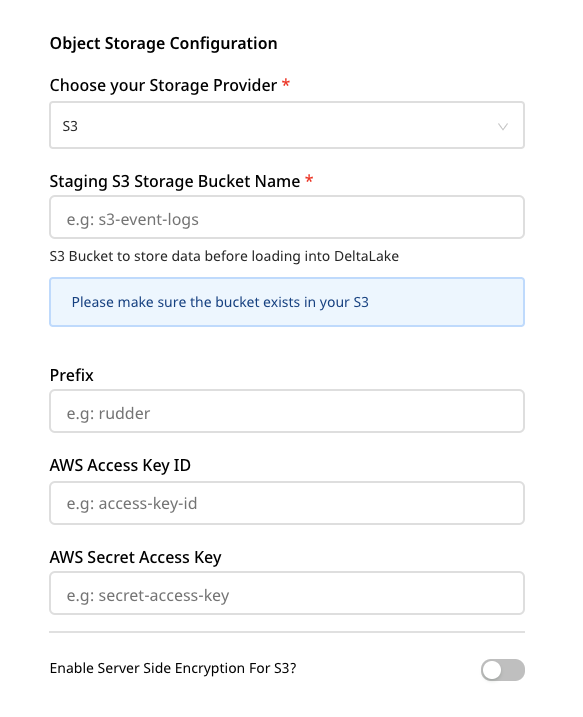 Object Storage Configuration
Choose your Storage Provider *
S3
Staging S3 Storage Bucket Name *
e.g: s3-event-logs
S3 Bucket to store data before loading into DeltaLake
Please make sure the bucket exists in your S3
Prefix
e.g: rudder
AWS Access Key ID
e.g: access-key-id
AWS Secret Access Key
e.g: secret-access-key
Enable Server Side Encryption For S3?